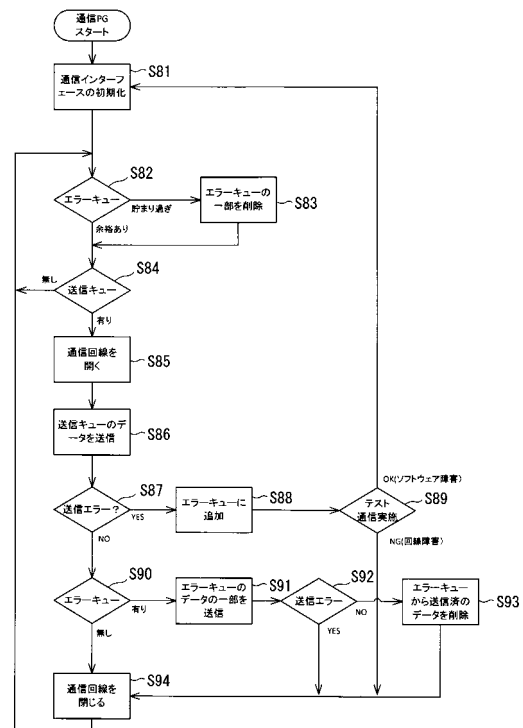 通信PG
スタート
通信インターフ
ェースの初期化
S81
エラーキュー
S82
貯まり過ぎ
余裕あり
エラーキューの
一部を削除
S83
送信キュー
S84
無し
有り
通信回線を
開く
S85
送信キューのデ
ータを送信
S86
送信エラー?
S87
YES
NO
エラーキューに
追加
S88
OK(ソフトウェア障害)
テスト
通信実施
S89
NG(回線障害)
エラーキュー
S90
有り
無し
エラーキューの
データの一部を
送信
S91
送信エラー
S92
NO
YES
エラーキュー
から送信済の
データを削除
S93
通信回線を
閉じる
S94